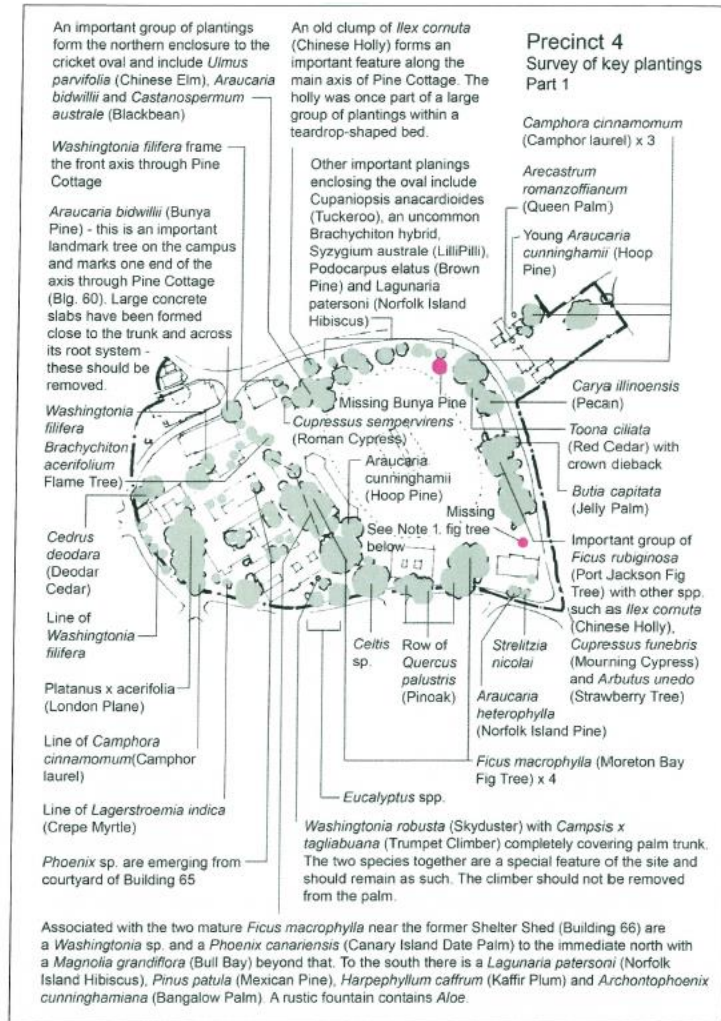 An important group of plantings
form the northern enclosure to the
cricket oval and include Ulmus
parvifolia (Chinese Elm), Araucaria
bidwillii and Castanospermum
australe (Blackbean)
Washingtonia filifera frame
the front axis through Pine
Cottage
Araucaria bidwillii (Bunya
Pine) - this is an important
landmark tree on the campus
and marks one end of the
axis through Pine Cottage
(Blg. 60). Large concrete
slabs have been formed
close to the trunk and across
its root system -
these should be
removed.
Washingtonia
filifera
Brachychiton
acerifolium
Flame Tree)
Cedrus
deodara
(Deodar
Cedar)
Line of
Washingtonia
filifera
Platanus x acerifolia
(London Plane)
Line of Camphora
cinnamomum(Camphor
laurel)
Line of Lagerstroemia indica
(Crepe Myrtle)
Phoenix sp. are emerging from
courtyard of Building 65
An old clump of Ilex cornuta
(Chinese Holly) forms an
important feature along the
main axis of Pine Cottage. The
holly was once part of a large
group of plantings within a
teardrop-shaped bed.
Other important planings
enclosing the oval include
Cupaniopsis anacardioides
(Tuckeroo), an uncommon
Brachychiton hybrid,
Syzygium australe (LilliPilli),
Podocarpus elatus (Brown
Pine) and Lagunaria
patersoni (Norfolk Island
Hibiscus)
Missing Bunya Pine
Cupressus sempervirens
(Roman Cypress)
Araucaria
cunninghamii
(Hoop Pine)
Missing
See Note 1. fig tree
below
Celtis
sp.
Row of
Quercus
palustris
(Pinoak)
Strelitzia
nicolai
Araucaria
heterophylla
(Norfolk Island Pine)
Ficus macrophylla (Moreton Bay
Fig Tree) x 4
Eucalyptus spp.
Washingtonia robusta (Skyduster) with Campsis x
tagliabuana (Trumpet Climber) completely covering palm trunk.
The two species together are a special feature of the site and
should remain as such. The climber should not be removed
from the palm.
Precinct 4
Survey of key plantings
Part 1
Camphora cinnamomum
(Camphor laurel) x 3
Arecastrum
romanzoffianum
(Queen Palm)
Young Araucaria
cunninghamii (Hoop
Pine)
Carya illinoensis
(Pecan)
Toona ciliata
(Red Cedar) with
crown dieback
Butia capitata
(Jelly Palm)
Important group of
Ficus rubiginosa
(Port Jackson Fig
Tree) with other spp.
such as Ilex cornuta
(Chinese Holly),
Cupressus funebris
(Mourning Cypress)
and Arbutus unedo
(Strawberry Tree)
Associated with the two mature Ficus macrophylla near the former Shelter Shed (Building 66) are
a Washingtonia sp. and a Phoenix canariensis (Canary Island Date Palm) to the immediate north with
a Magnolia grandiflora (Bull Bay) beyond that. To the south there is a Lagunaria patersoni (Norfolk
Island Hibiscus), Pinus patula (Mexican Pine), Harpephyllum caffrum (Kaffir Plum) and Archontophoenix
cunninghamiana (Bangalow Palm). A rustic fountain contains Aloe.